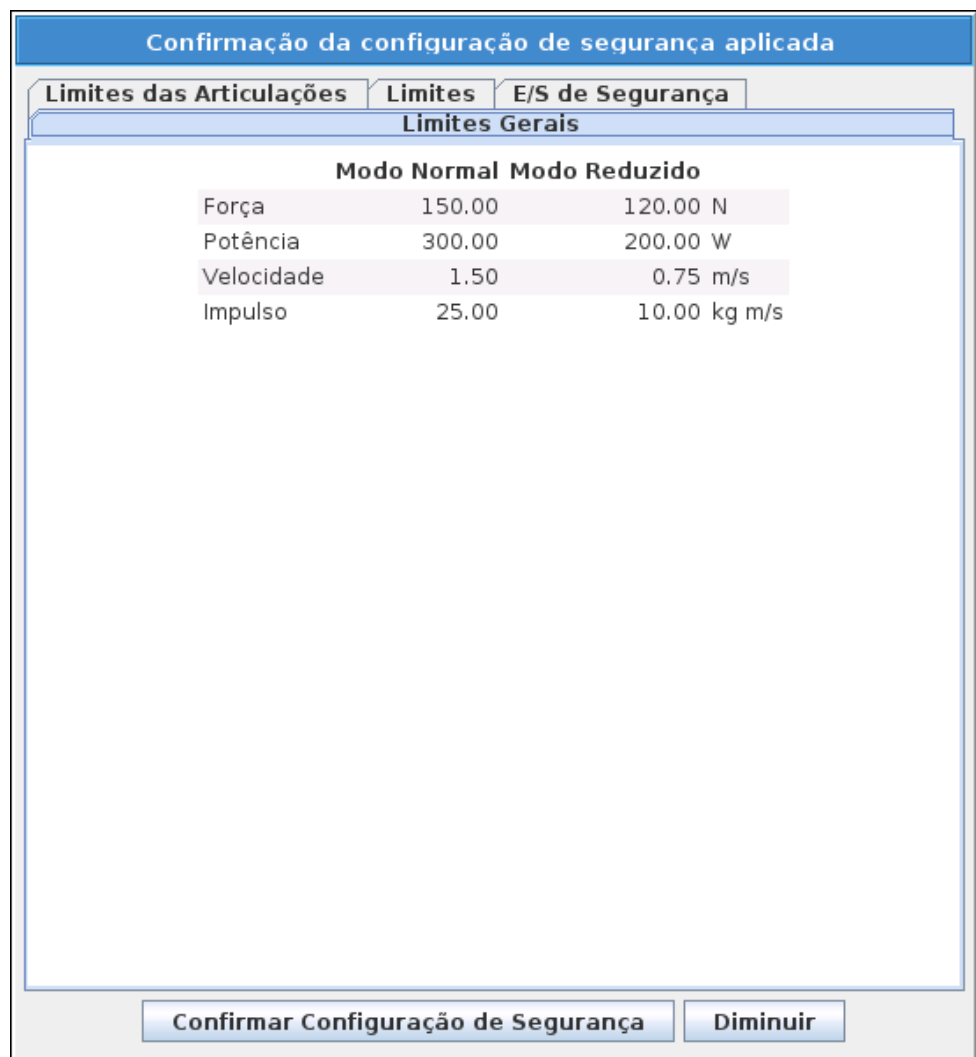 Confirmação da configuração de segurança aplicada
Limites das Articulações Limites E/S de Segurança
Limites Gerais
Modo Normal Modo Reduzido
Força 150.00 120.00 N
Potência 300.00 200.00 W
Velocidade 1.50 0.75 m/s
Impulso 25.00 10.00 kg m/s
Confirmar Configuração de Segurança Diminuir